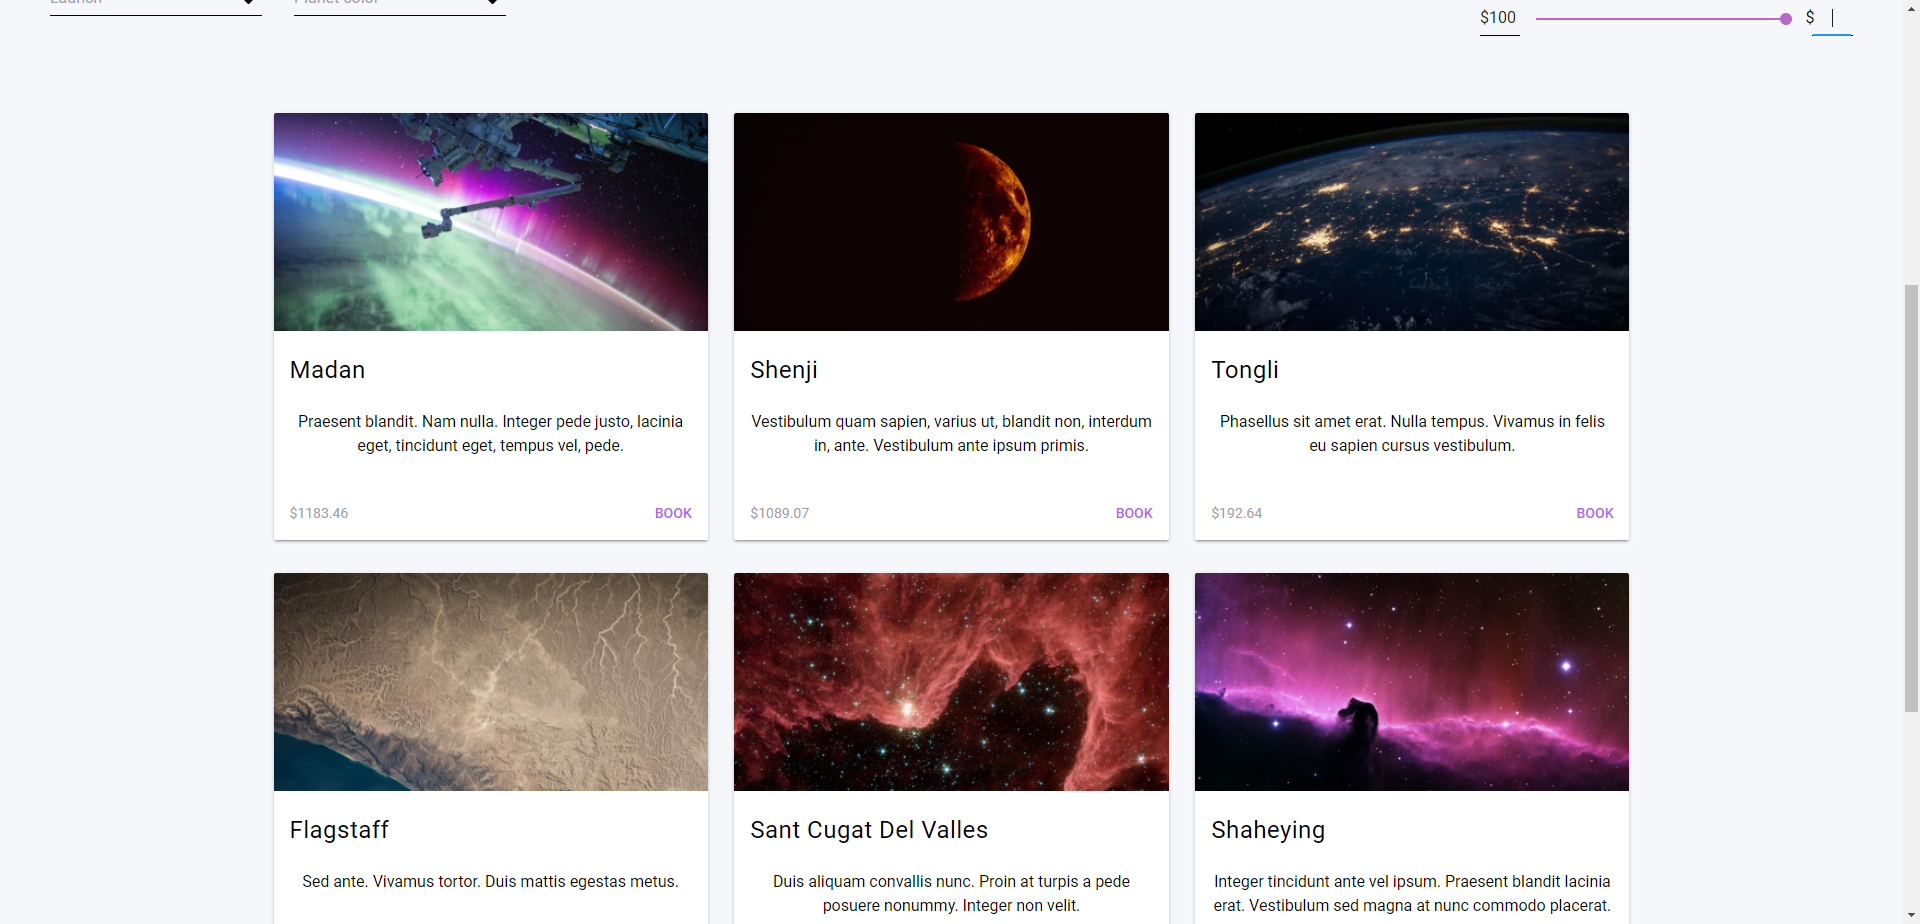 Launch
Planet color
$100
$
Madan
Praesent blandit. Nam nulla. Integer pede justo, lacinia
eget, tincidunt eget, tempus vel, pede.
$1183.46
BOOK
Shenji
Vestibulum quam sapien, varius ut, blandit non, interdum
in, ante. Vestibulum ante ipsum primis.
$1089.07
BOOK
Tongli
Phasellus sit amet erat. Nulla tempus. Vivamus in felis
eu sapien cursus vestibulum.
$192.64
BOOK
Flagstaff
Sed ante. Vivamus tortor. Duis mattis egestas metus.
Sant Cugat Del Valles
Duis aliquam convallis nunc. Proin at turpis a pede
posuere nonummy. Integer non velit.
Shaheying
Integer tincidunt ante vel ipsum. Praesent blandit lacinia
erat. Vestibulum sed magna at nunc commodo placerat.